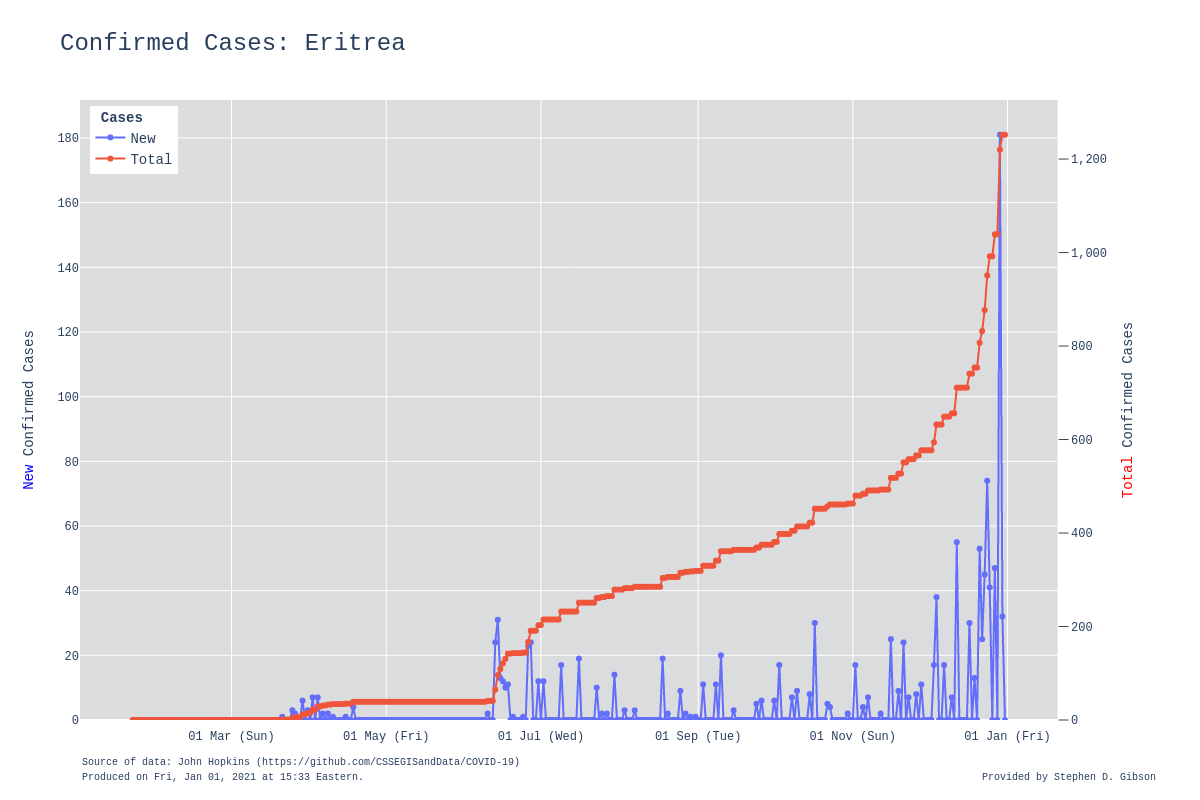 Confirmed Cases: Eritrea
Cases
New
Total
180
160
140
120
100
80
60
40
20
0
1,200
1,000
800
600
400
200
0
New Confirmed Cases
Total Confirmed Cases
01 Mar (Sun) 01 May (Fri) 01 Jul (Wed) 01 Sep (Tue) 01 Nov (Sun) 01 Jan (Fri)
Source of data: John Hopkins (https://github.com/CSSEGISandData/COVID-19)
Produced on Fri, Jan 01, 2021 at 15:33 Eastern.
Provided by Stephen D. Gibson